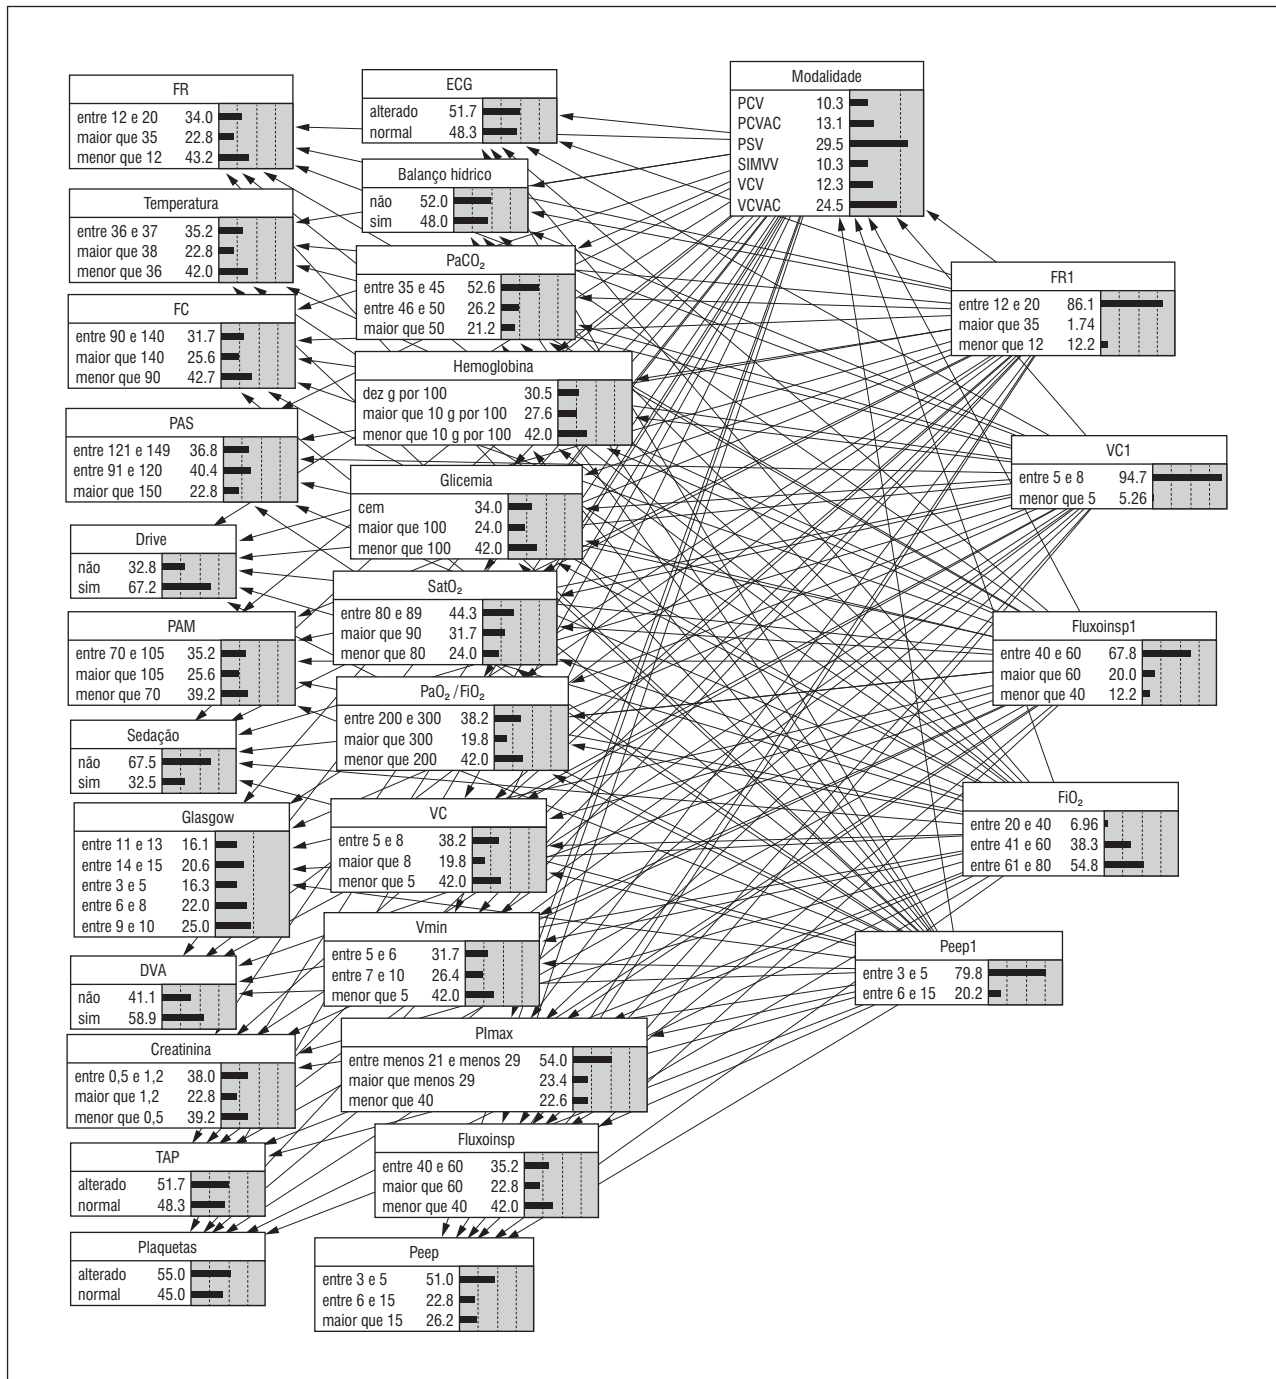 FR
entre 12 e 20 34.0
maior que 35 22.8
menor que 12 43.2
Temperatura
entre 36 e 37 35.2
maior que 38 22.8
menor que 36 42.0
FC
entre 90 e 140 31.7
maior que 140 25.6
menor que 90 42.7
PAS
entre 121 e 149 36.8
entre 91 e 120 40.4
maior que 150 22.8
Drive
não 32.8
sim 67.2
PAM
entre 70 e 105 35.2
maior que 105 25.6
menor que 70 39.2
Sedação
não 67.5
sim 32.5
Glasgow
entre 11 e 13 16.1
entre 14 e 15 20.6
entre 3 e 5 16.3
entre 6 e 8 22.0
entre 9 e 10 25.0
DVA
não 41.1
sim 58.9
Creatinina
entre 0,5 e 1,2 38.0
maior que 1,2 22.8
menor que 0,5 39.2
TAP
alterado 51.7
normal 48.3
Plaquetas
alterado 55.0
normal 45.0
ECG
alterado 51.7
normal 48.3
Balanço hídrico
não 52.0
sim 48.0
PaCO₂
entre 35 e 45 52.6
entre 46 e 50 26.2
maior que 50 21.2
Hemoglobina
dez g por 100 30.5
maior que 10 g por 100 27.6
menor que 10 g por 100 42.0
Glicemia
cem 34.0
maior que 100 24.0
menor que 100 42.0
SatO₂
entre 80 e 89 44.3
maior que 90 31.7
menor que 80 24.0
PaO₂ /FiO₂
entre 200 e 300 38.2
maior que 300 19.8
menor que 200 42.0
VC
entre 5 e 8 38.2
maior que 8 19.8
menor que 5 42.0
Vmin
entre 5 e 6 31.7
entre 7 e 10 26.4
menor que 5 42.0
PImax
entre menos 21 e menos 29 54.0
maior que menos 29 23.4
menor que 40 22.6
Fluxoinsp
entre 40 e 60 35.2
maior que 60 22.8
menor que 40 42.0
Peep
entre 3 e 5 51.0
entre 6 e 15 22.8
maior que 15 26.2
Modalidade
PCV 10.3
PCVAC 13.1
PSV 29.5
SIMVV 10.3
VCV 12.3
VCVAC 24.5
FR1
entre 12 e 20 86.1
maior que 35 1.74
menor que 12 12.2
VC1
entre 5 e 8 94.7
menor que 5 5.26
Fluxoinsp1
entre 40 e 60 67.8
maior que 60 20.0
menor que 40 12.2
FiO₂
entre 20 e 40 6.96
entre 41 e 60 38.3
entre 61 e 80 54.8
Peep1
entre 3 e 5 79.8
entre 6 e 15 20.2